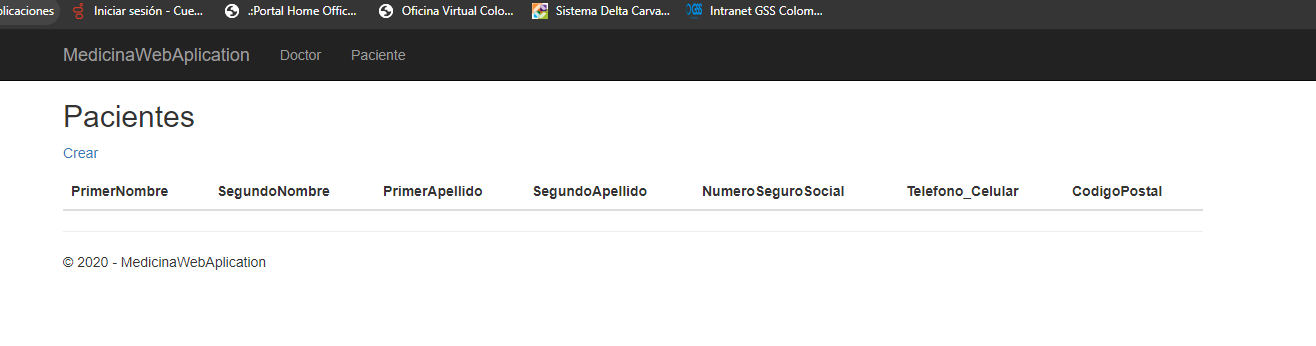 plicaciones Iniciar sesión - Cue... .:Portal Home Offic... Oficina Virtual Colo... Sistema Delta Carva... Intranet GSS Colom...
MedicinaWebAplication Doctor Paciente
Pacientes
Crear
PrimerNombre SegundoNombre PrimerApellido SegundoApellido NumeroSeguroSocial Telefono_Celular CodigoPostal
© 2020 - MedicinaWebAplication